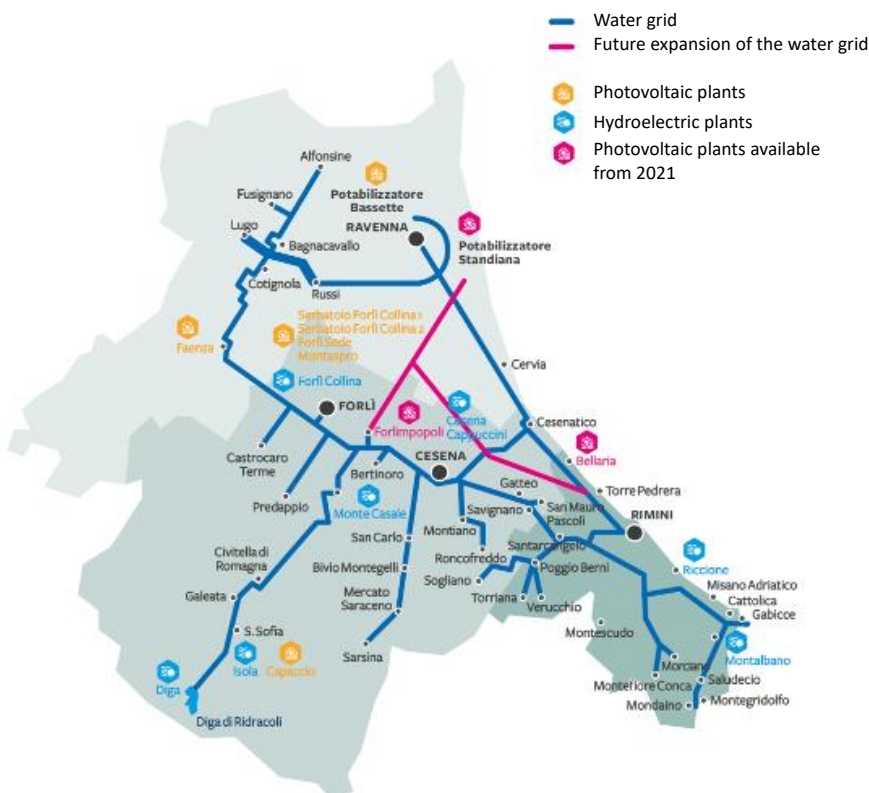 Water grid
Future expansion of the water grid
Photovoltaic plants
Hydroelectric plants
Photovoltaic plants available
from 2021
Alfonsine
Fusignano
Potabilizzatore
Bassette
Lugo
RAVENNA
Bagnacavallo
Potabilizzatore
Standiana
Cotignola
Russi
Serbatoio Forlì Collina 1
Serbatoio Forlì Collina 2
Forlì Sede
Montaspro
Faenza
Cervia
Forlì Collina
FORLÌ
Forlimpopoli
Cesena
Cappuccini
Cesenatico
Castrocaro
Terme
CESENA
Bertinoro
Bellaria
Gatteo
Torre Pedrera
Predappio
Monte Casale
Savignano
San Mauro
Pascoli
RIMINI
Montiano
San Carlo
Santarcangelo
Civitella di
Romagna
Roncofreddo
Bivio Montegelli
Poggio Berni
Riccione
Sogliano
Misano Adriatico
Galeata
Mercato
Saraceno
Torriana
Verucchio
Cattolica
Gabicce
S.Sofia
Montescudo
Sarsina
Montalbano
Morciano
Isola
Capaccio
Diga
Montefiore Conca
Saludecio
Mondaino
Montegridolfo
Diga di Ridracoli